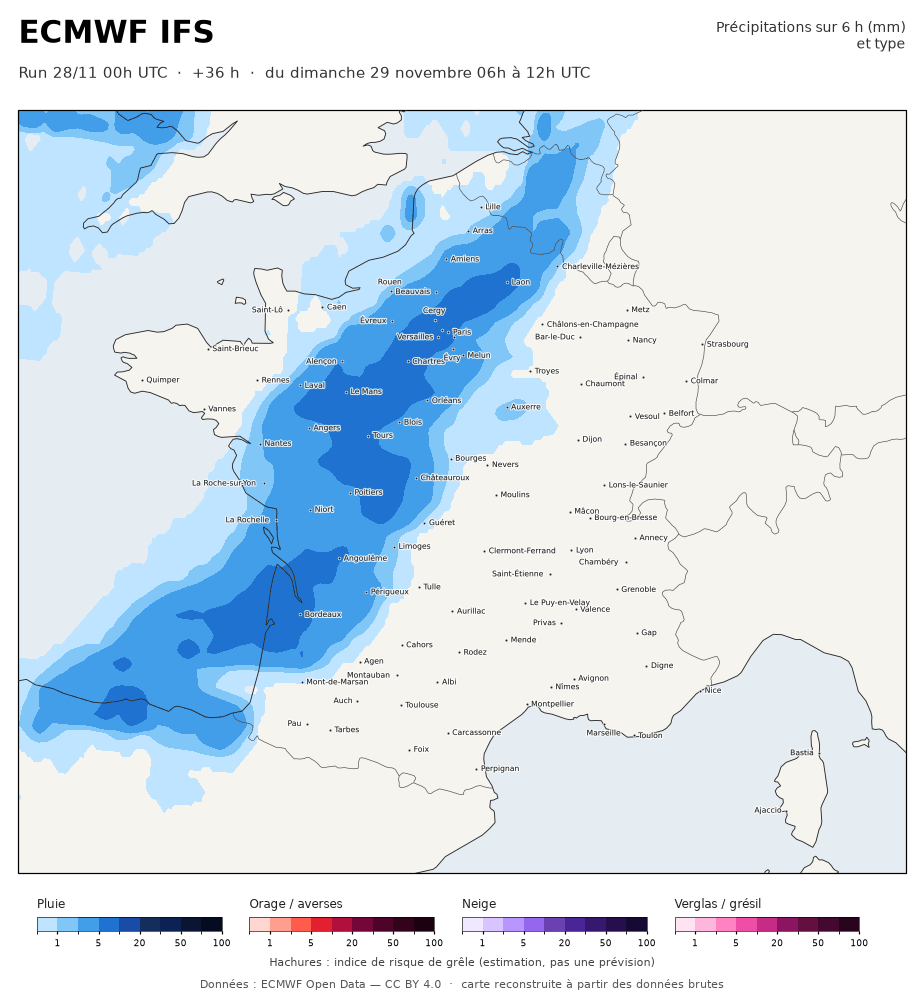 ECMWF IFS
Précipitations sur 6 h (mm)
et type
Run 28/11 00h UTC · +36 h · du dimanche 29 novembre 06h à 12h UTC
Lille
Arras
Amiens
Charleville-Mézières
Rouen
Laon
Beauvais
Saint-Lô
Caen
Cergy
Metz
Évreux
Châlons-en-Champagne
Paris
Versailles
Bar-le-Duc
Nancy
Strasbourg
Saint-Brieuc
Alençon
Chartres
Évry
Melun
Troyes
Épinal
Quimper
Rennes
Laval
Le Mans
Chaumont
Colmar
Orléans
Vannes
Auxerre
Vesoul
Belfort
Angers
Blois
Tours
Nantes
Dijon
Besançon
Bourges
Nevers
La Roche-sur-Yon
Châteauroux
Lons-le-Saunier
Poitiers
Moulins
Niort
Mâcon
Bourg-en-Bresse
La Rochelle
Guéret
Annecy
Limoges
Clermont-Ferrand
Lyon
Angoulême
Chambéry
Saint-Étienne
Tulle
Périgueux
Grenoble
Le Puy-en-Velay
Valence
Aurillac
Bordeaux
Privas
Gap
Mende
Cahors
Rodez
Agen
Digne
Montauban
Mont-de-Marsan
Albi
Avignon
Nîmes
Nice
Auch
Toulouse
Montpellier
Pau
Tarbes
Carcassonne
Marseille
Toulon
Foix
Bastia
Perpignan
Ajaccio
Pluie
1 5 20 50 100
Orage / averses
1 5 20 50 100
Neige
1 5 20 50 100
Verglas / grésil
1 5 20 50 100
Hachures : indice de risque de grêle (estimation, pas une prévision)
Données : ECMWF Open Data — CC BY 4.0 · carte reconstruite à partir des données brutes